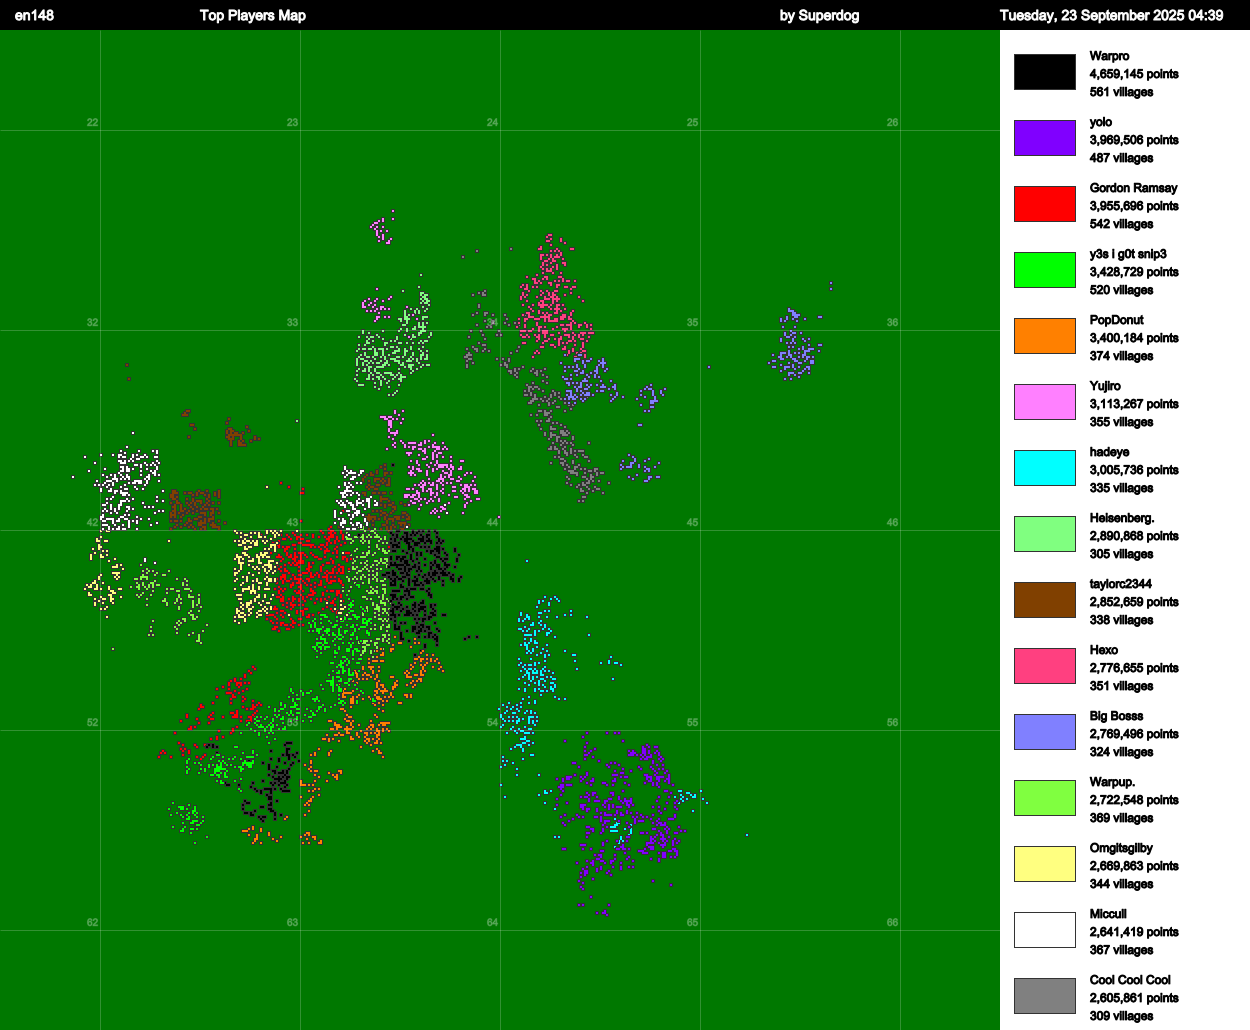 en148 Top Players Map by Superdog Tuesday, 23 September 2025 04:39
Warpro
4,659,145 points
561 villages
yolo
3,969,506 points
487 villages
Gordon Ramsay
3,955,696 points
542 villages
y3s I g0t snip3
3,428,729 points
520 villages
PopDonut
3,400,184 points
374 villages
Yujiro
3,113,267 points
355 villages
hadeye
3,005,736 points
335 villages
Heisenberg.
2,890,868 points
305 villages
taylorc2344
2,852,659 points
338 villages
Hexo
2,776,655 points
351 villages
Big Bosss
2,769,496 points
324 villages
Warpup.
2,722,548 points
369 villages
Omgitsgilby
2,669,863 points
344 villages
Miccull
2,641,419 points
367 villages
Cool Cool Cool
2,605,861 points
309 villages
22 23 24 25 26
32 33 34 35 36
42 43 44 45 46
52 53 54 55 56
62 63 64 65 66